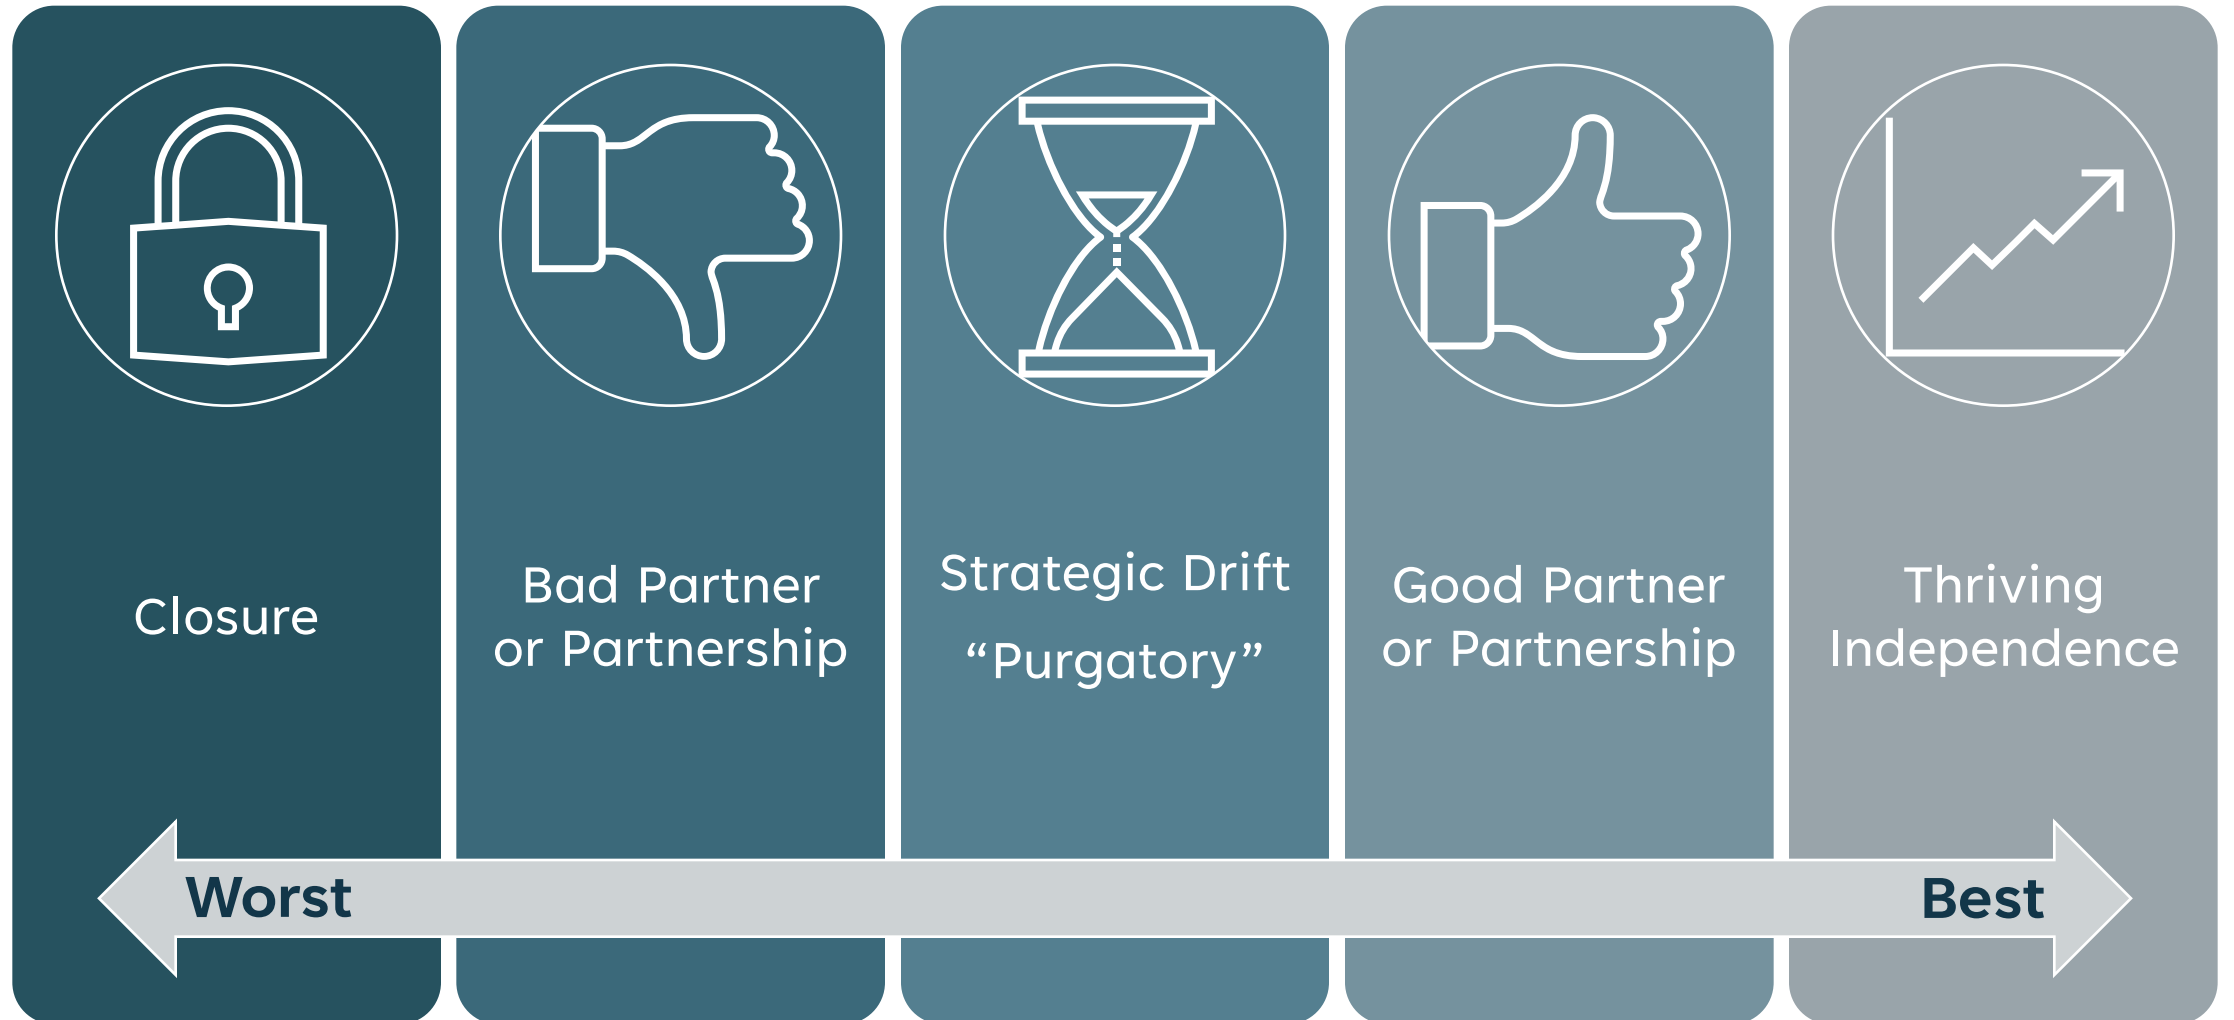 Closure
Bad Partner
or Partnership
Strategic Drift
“Purgatory”
Good Partner
or Partnership
Thriving
Independence
Worst
Best